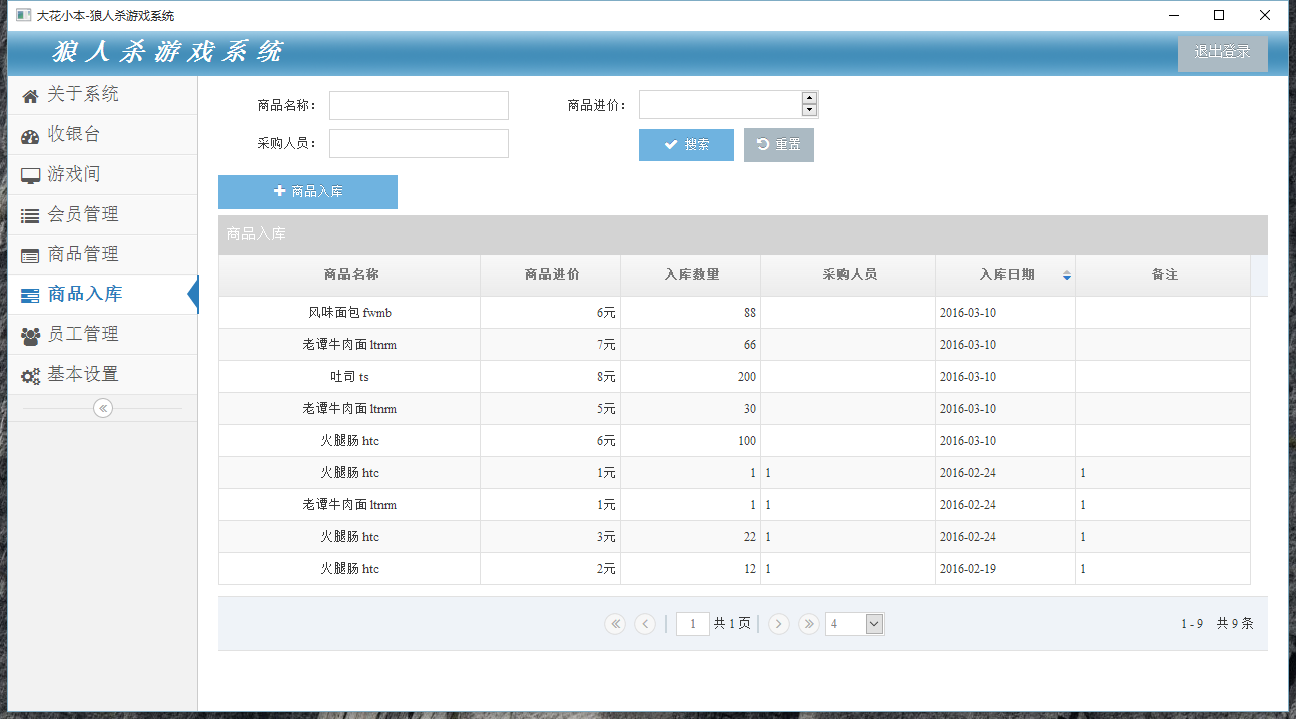 大花小本-狼人杀游戏系统
狼人杀游戏系统
退出登录
关于系统
收银台
游戏间
会员管理
商品管理
商品入库
员工管理
基本设置
商品名称： 商品进价：
采购人员： 搜索 重置
商品入库
商品入库
商品名称 商品进价 入库数量 采购人员 入库日期 备注
风味面包 fwmb 6元 88 2016-03-10
老谭牛肉面 ltnrm 7元 66 2016-03-10
吐司 ts 8元 200 2016-03-10
老谭牛肉面 ltnrm 5元 30 2016-03-10
火腿肠 htc 6元 100 2016-03-10
火腿肠 htc 1元 1 1 2016-02-24 1
老谭牛肉面 ltnrm 1元 1 1 2016-02-24 1
火腿肠 htc 3元 22 1 2016-02-24 1
火腿肠 htc 2元 12 1 2016-02-19 1
1 共 1 页 4 1 - 9 共 9 条